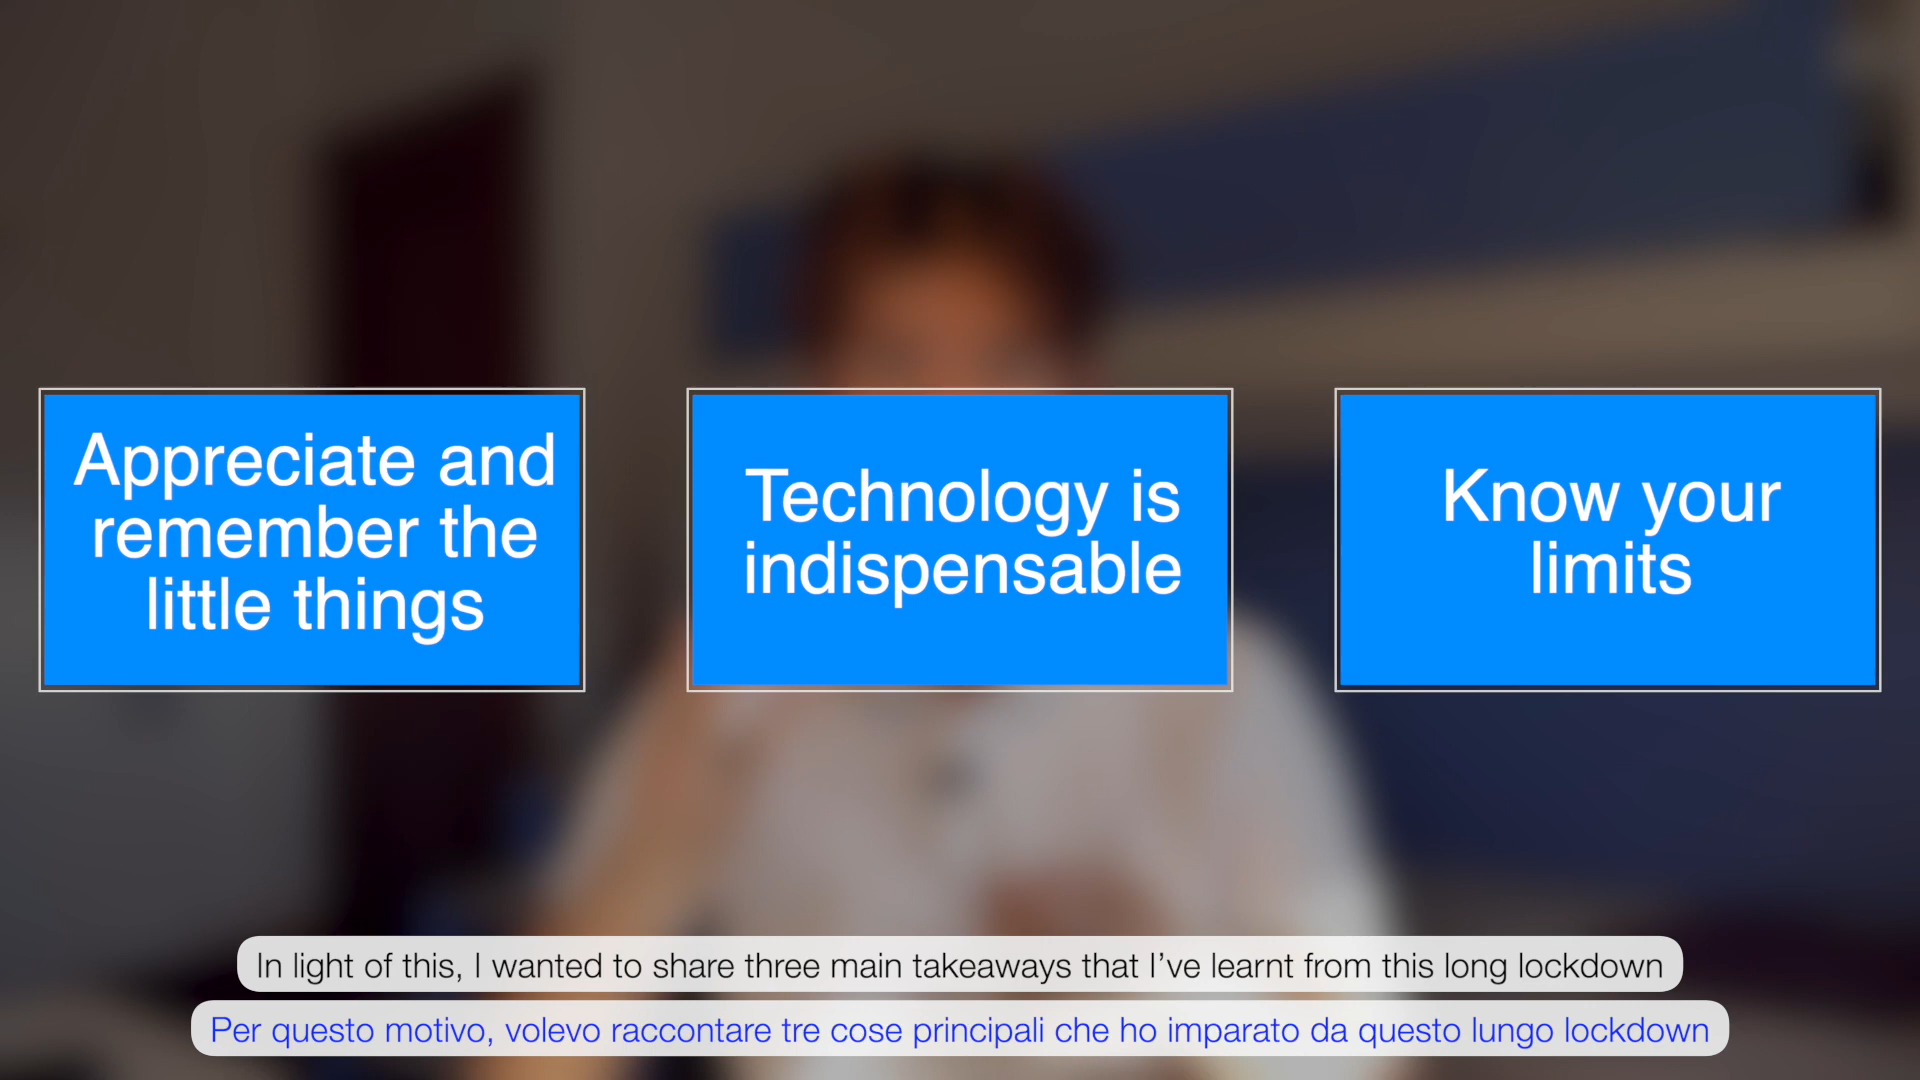 Appreciate and
remember the
little things
Technology is
indispensable
Know your
limits
In light of this, I wanted to share three main takeaways that I've learnt from this long lockdown
Per questo motivo, volevo raccontare tre cose principali che ho imparato da questo lungo lockdown